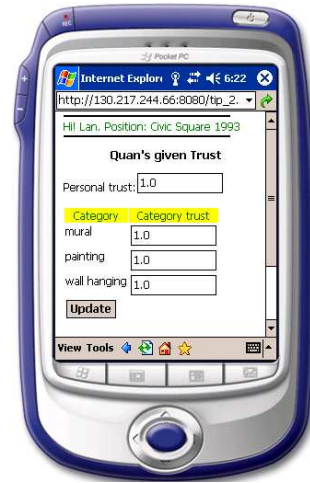 REC
Pocket PC
Internet Explore 6:22
http://130.217.244.66:8080/tip_2.
Hi! Lan. Position: Civic Square 1993
Quan's given Trust
Personal trust: 1.0
Category Category trust
mural 1.0
painting 1.0
wall hanging 1.0
Update
View Tools